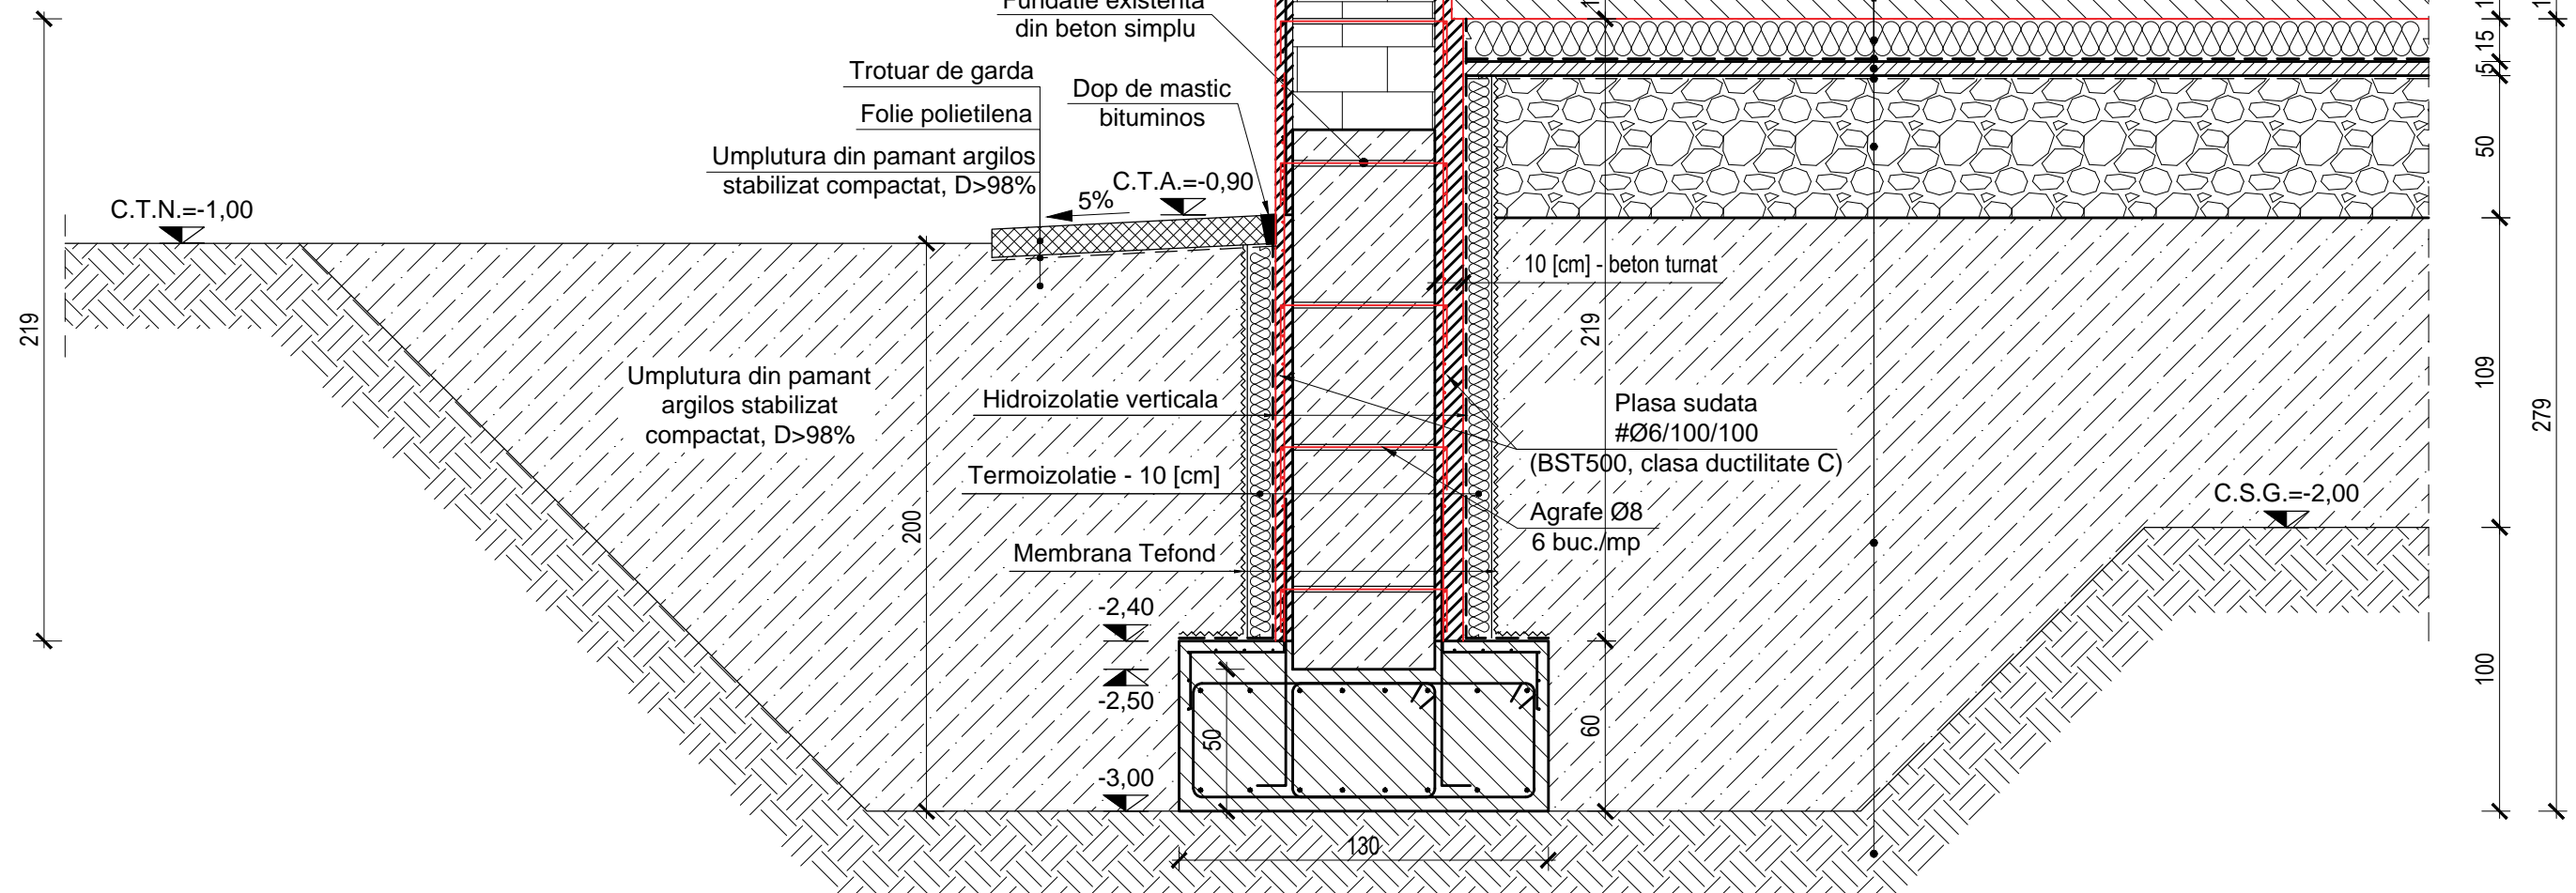 Fundatie existenta
din beton simplu
Trotuar de garda
Folie polietilena
Umplutura din pamant argilos
stabilizat compactat, D>98%
Dop de mastic
bituminos
C.T.A.=-0,90
5%
C.T.N.=-1,00
219
Umplutura din pamant
argilos stabilizat
compactat, D>98%
200
Hidroizolatie verticala
Termoizolatie - 10 [cm]
Membrana Tefond
-2,40
-2,50
-3,00
50
130
10 [cm] - beton turnat
219
60
Plasa sudata
#Ø6/100/100
(BST500, clasa ductilitate C)
Agrafe Ø8
6 buc./mp
C.S.G.=-2,00
15
5
50
109
100
279